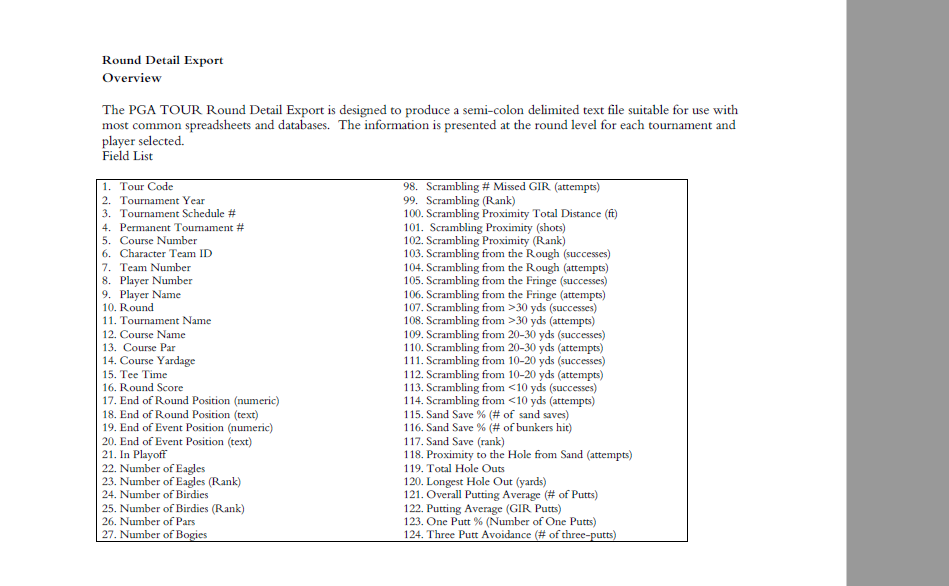 Round Detail Export
Overview
The PGA TOUR Round Detail Export is designed to produce a semi-colon delimited text file suitable for use with
most common spreadsheets and databases. The information is presented at the round level for each tournament and
player selected.
Field List
1. Tour Code
2. Tournament Year
3. Tournament Schedule #
4. Permanent Tournament #
5. Course Number
6. Character Team ID
7. Team Number
8. Player Number
9. Player Name
10. Round
11. Tournament Name
12. Course Name
13. Course Par
14. Course Yardage
15. Tee Time
16. Round Score
17. End of Round Position (numeric)
18. End of Round Position (text)
19. End of Event Position (numeric)
20. End of Event Position (text)
21. In Playoff
22. Number of Eagles
23. Number of Eagles (Rank)
24. Number of Birdies
25. Number of Birdies (Rank)
26. Number of Pars
27. Number of Bogies
98. Scrambling # Missed GIR (attempts)
99. Scrambling (Rank)
100. Scrambling Proximity Total Distance (ft)
101. Scrambling Proximity (shots)
102. Scrambling Proximity (Rank)
103. Scrambling from the Rough (successes)
104. Scrambling from the Rough (attempts)
105. Scrambling from the Fringe (successes)
106. Scrambling from the Fringe (attempts)
107. Scrambling from >30 yds (successes)
108. Scrambling from >30 yds (attempts)
109. Scrambling from 20-30 yds (successes)
110. Scrambling from 20-30 yds (attempts)
111. Scrambling from 10-20 yds (successes)
112. Scrambling from 10-20 yds (attempts)
113. Scrambling from <10 yds (successes)
114. Scrambling from <10 yds (attempts)
115. Sand Save % (# of sand saves)
116. Sand Save % (# of bunkers hit)
117. Sand Save (rank)
118. Proximity to the Hole from Sand (attempts)
119. Total Hole Outs
120. Longest Hole Out (yards)
121. Overall Putting Average (# of Putts)
122. Putting Average (GIR Putts)
123. One Putt % (Number of One Putts)
124. Three Putt Avoidance (# of three-putts)